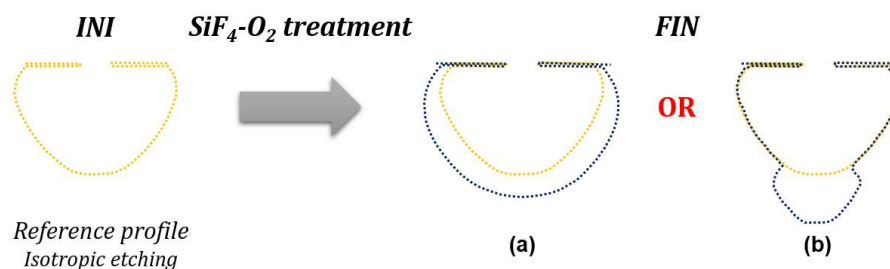 INI SiF₄-O₂ treatment FIN
OR
Reference profile
Isotropic etching
(a) (b)